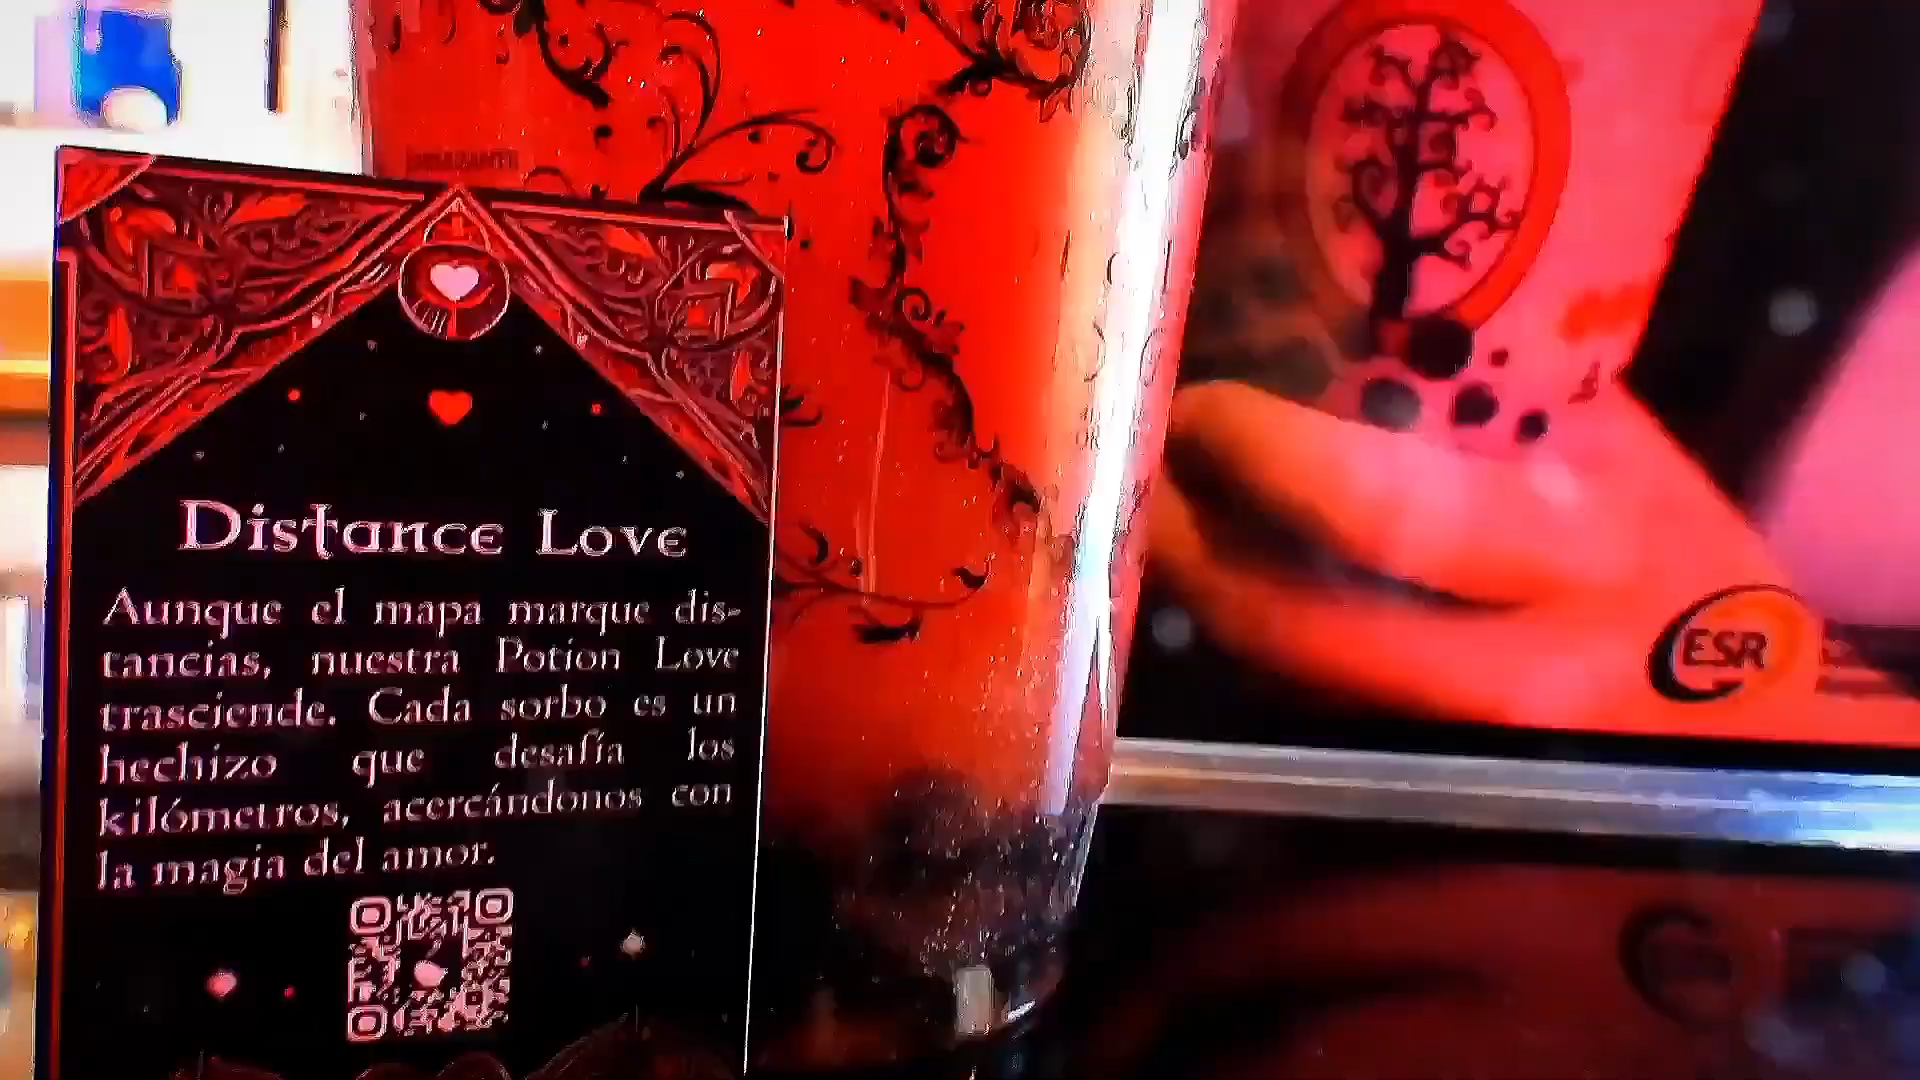 Distance Love
Aunque el mapa marque dis-
tancias, nuestra Potion Love
trasciende. Cada sorbo es un
hechizo que desafía los
kilómetros, acercándonos con
la magia del amor.
ESR